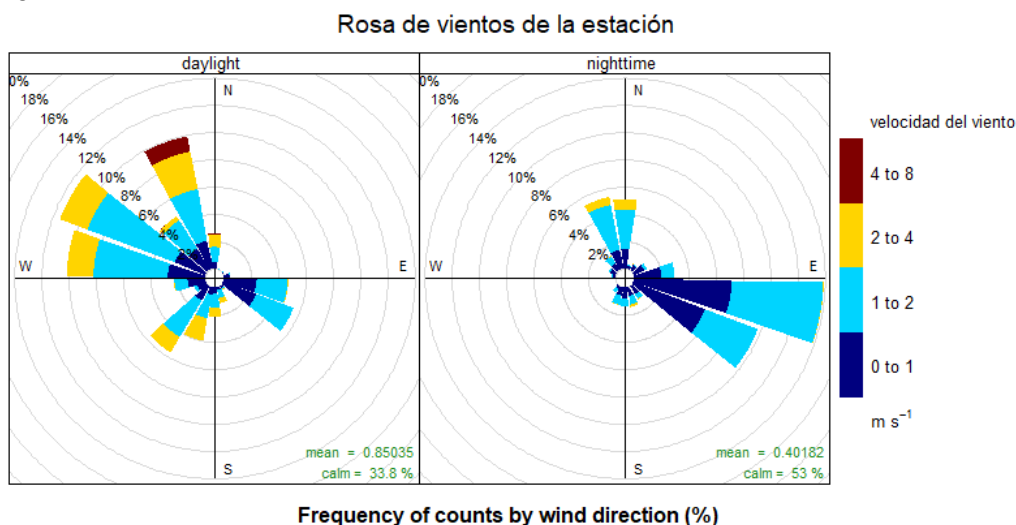 Rosa de vientos de la estación
daylight
nighttime
0%
18%
16%
14%
12%
10%
8%
6%
4%
N
W
E
S
mean = 0.85035
calm = 33.8 %
18%
16%
14%
12%
10%
8%
6%
4%
2%
0%
N
W
E
S
mean = 0.40182
calm = 53 %
velocidad del viento
4 to 8
2 to 4
1 to 2
0 to 1
m s⁻¹
Frequency of counts by wind direction (%)